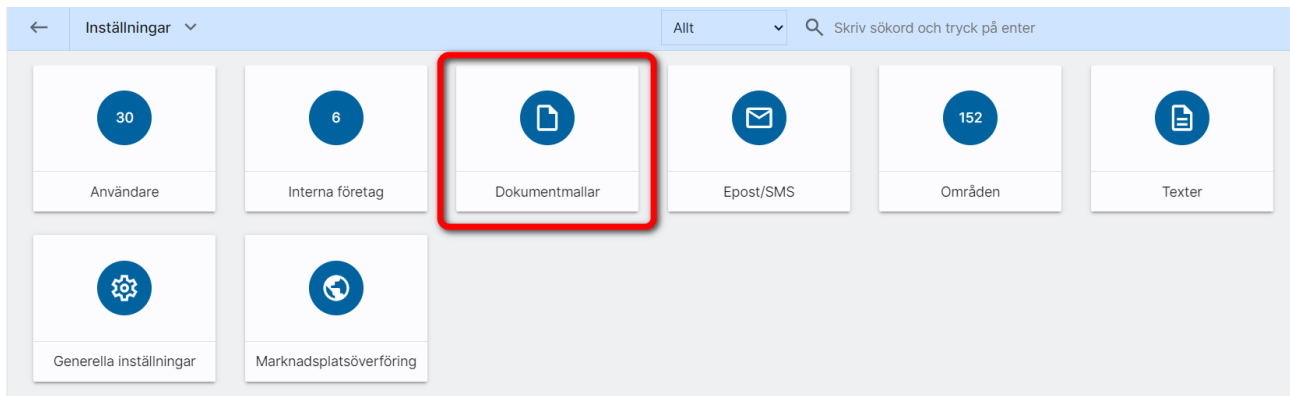 Inställningar
Allt
Skriv sökord och tryck på enter
30
6
152
Användare
Interna företag
Dokumentmallar
Epost/SMS
Områden
Texter
Generella inställningar
Marknadsplatsöverföring